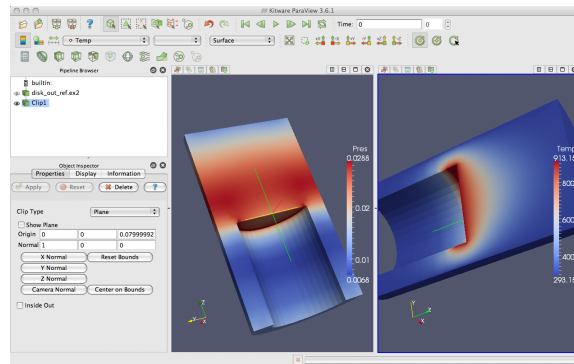 Kitware ParaView 3.6.1
Time: 0
0
Temp
Surface
Pipeline Browser
builtin:
disk_out_ref.ex2
Clip1
Object Inspector
Properties
Display
Information
Apply
Reset
Delete
?
Clip Type
Plane
Show Plane
Origin 0
0
0.07999992
Normal 1
0
0
X Normal
Reset Bounds
Y Normal
Z Normal
Camera Normal
Center on Bounds
Inside Out
Pres
0.0288
0.02
0.01
0.0068
Z
Y
X
Temp
913.15
800
600
400
293.15
Y
Z
X